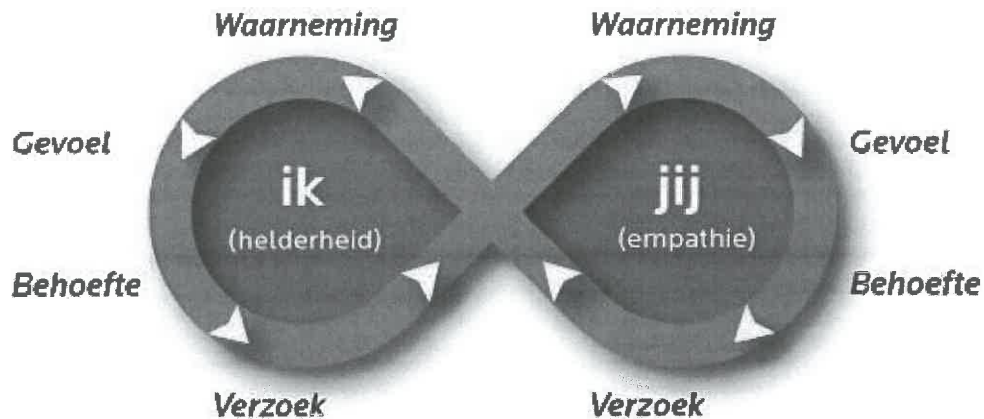 Waarneming
Waarneming
Gevoel
Gevoel
ik
jij
(helderheid)
(empathie)
Behoefte
Behoefte
Verzoek
Verzoek